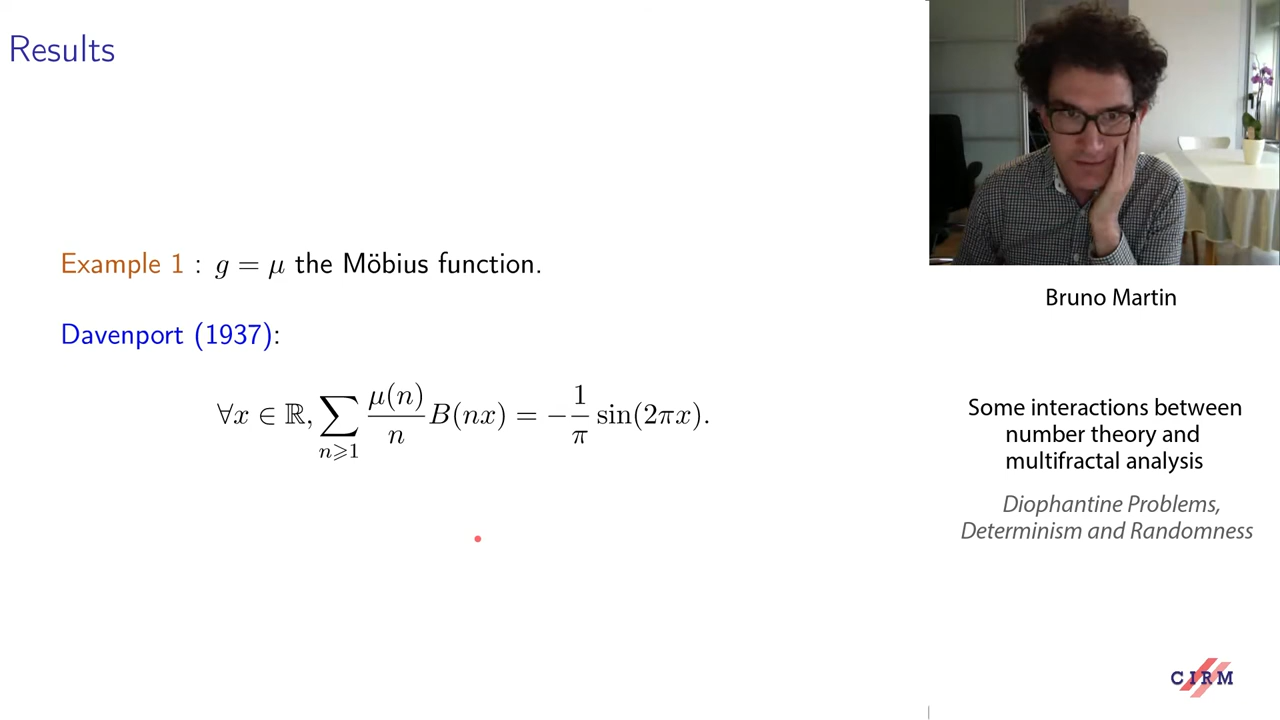 Results
Example 1 : g = μ the Möbius function.
Davenport (1937):
∀x ∈ ℝ, ∑_{n⩾1} μ(n)/n B(nx) = −1/π sin(2πx).
Bruno Martin
Some interactions between
number theory and
multifractal analysis
Diophantine Problems,
Determinism and Randomness
CIRM